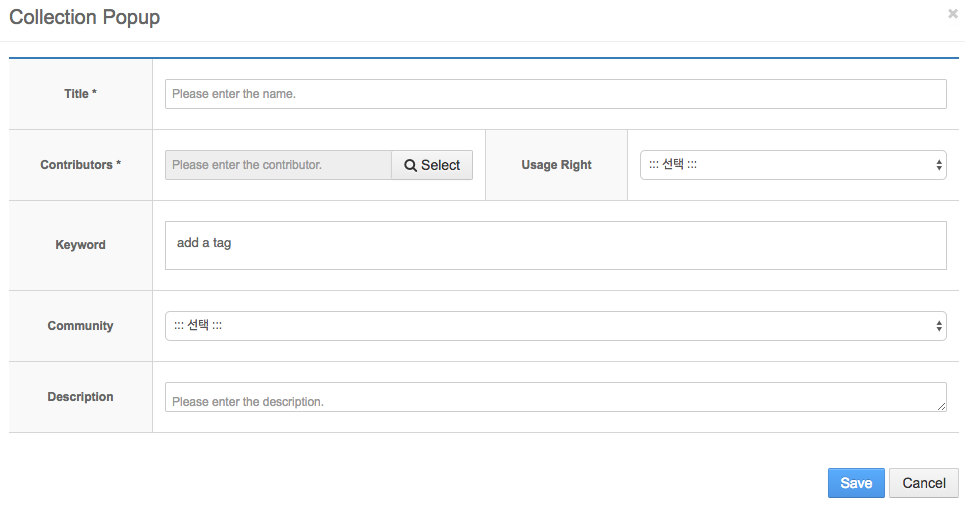 Collection Popup
×
Title *
Please enter the name.
Contributors *
Please enter the contributor.
Select
Usage Right
::: 선택 :::
Keyword
add a tag
Community
::: 선택 :::
Description
Please enter the description.
Save
Cancel